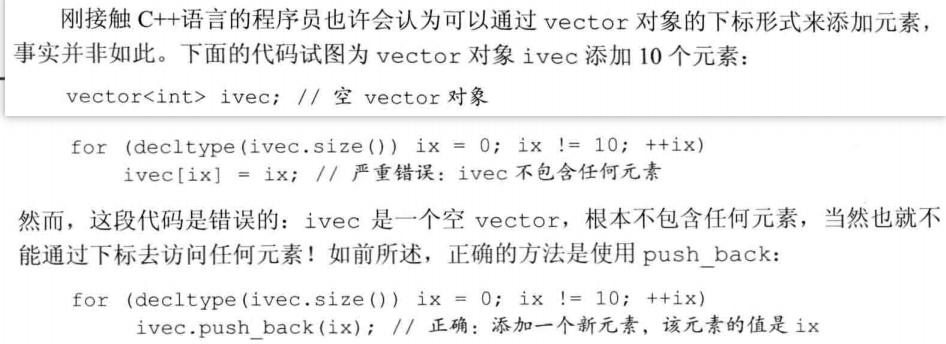 刚接触 C++语言的程序员也许会认为可以通过 vector 对象的下标形式来添加元素，
事实并非如此。下面的代码试图为 vector 对象 ivec 添加 10 个元素：
vector<int> ivec; // 空 vector 对象
for (decltype(ivec.size()) ix = 0; ix != 10; ++ix)
ivec[ix] = ix; // 严重错误：ivec 不包含任何元素
然而，这段代码是错误的：ivec 是一个空 vector，根本不包含任何元素，当然也就不
能通过下标去访问任何元素！如前所述，正确的方法是使用 push_back：
for (decltype(ivec.size()) ix = 0; ix != 10; ++ix)
ivec.push_back(ix); // 正确：添加一个新元素，该元素的值是 ix